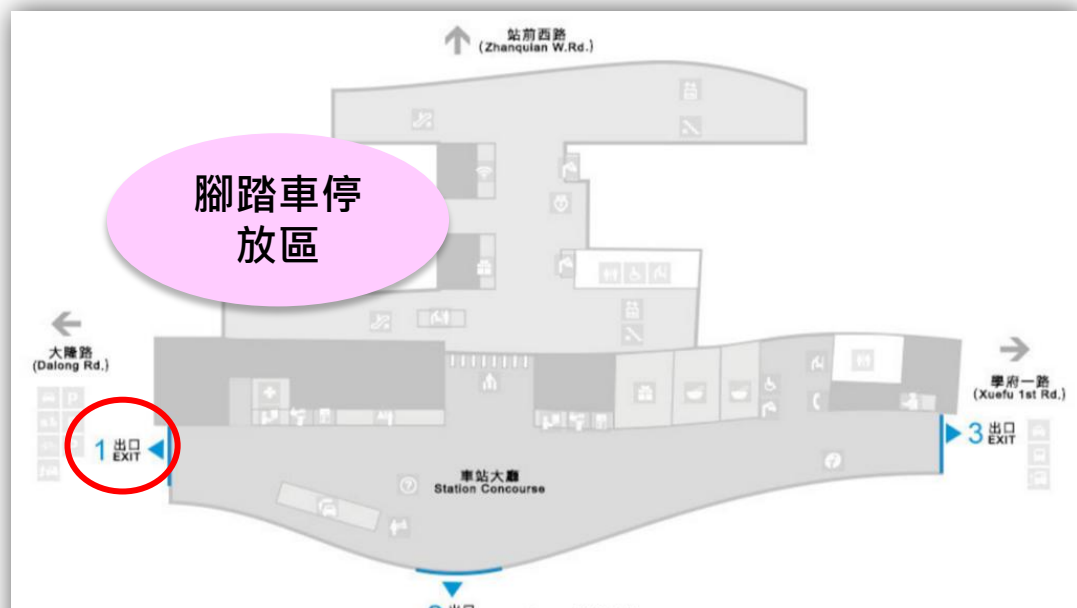 站前西路
(Zhanquian W.Rd.)
腳踏車停
放區
大隆路
(Dalong Rd.)
P
1 出口
EXIT
車站大廳
Station Concourse
學府一路
(Xuefu 1st Rd.)
3 出口
EXIT
出口